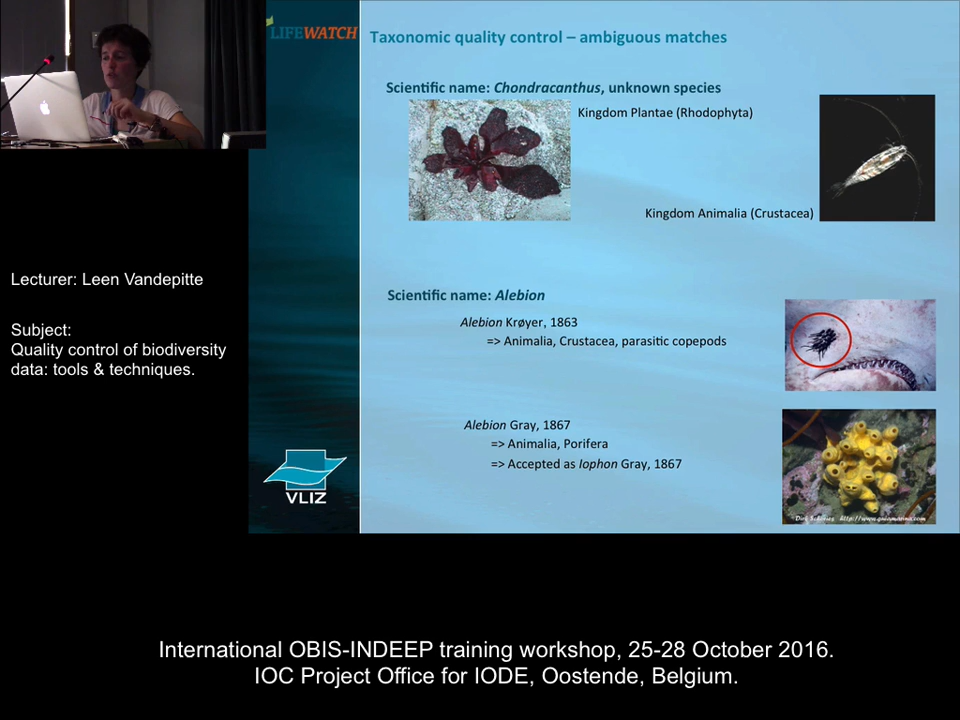 LIFEWATCH
Taxonomic quality control – ambiguous matches
Scientific name: Chondracanthus, unknown species
Kingdom Plantae (Rhodophyta)
Kingdom Animalia (Crustacea)
Scientific name: Alebion
Alebion Krøyer, 1863
=> Animalia, Crustacea, parasitic copepods
Alebion Gray, 1867
=> Animalia, Porifera
=> Accepted as Iophon Gray, 1867
VLIZ
Lecturer: Leen Vandepitte
Subject:
Quality control of biodiversity
data: tools & techniques.
International OBIS-INDEEP training workshop, 25-28 October 2016.
IOC Project Office for IODE, Oostende, Belgium.